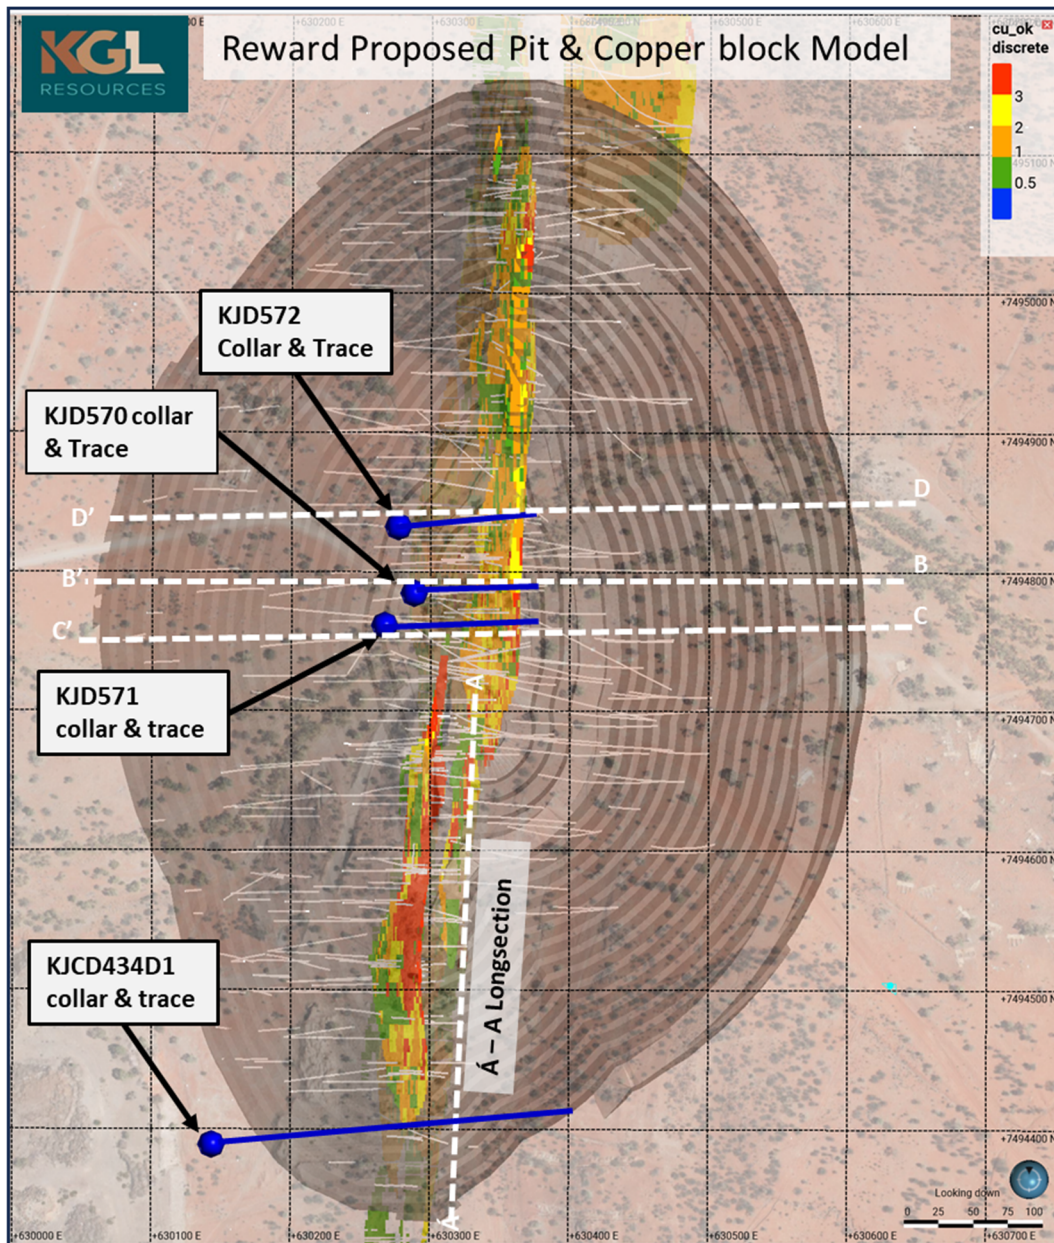 KGL
RESOURCES
Reward Proposed Pit & Copper block Model
+630200 E
+630300 E
+630500 E
+630600 E
cu_ok
discrete
3
2
1
0.5
+7495000 N
+7494900 N
+7494800 N
+7494700 N
+7494600 N
+7494500 N
+7494400 N
KJD572
Collar & Trace
KJD570 collar
& Trace
D'
D
B'
B
C'
C
KJD571
collar & trace
A
Á – A Longsection
KJCD434D1
collar & trace
Á
Looking down
0 25 50 75 100
+630000 E
+630100 E
+630200 E
+630300 E
+630400 E
+630500 E
+630600 E
+630700 E